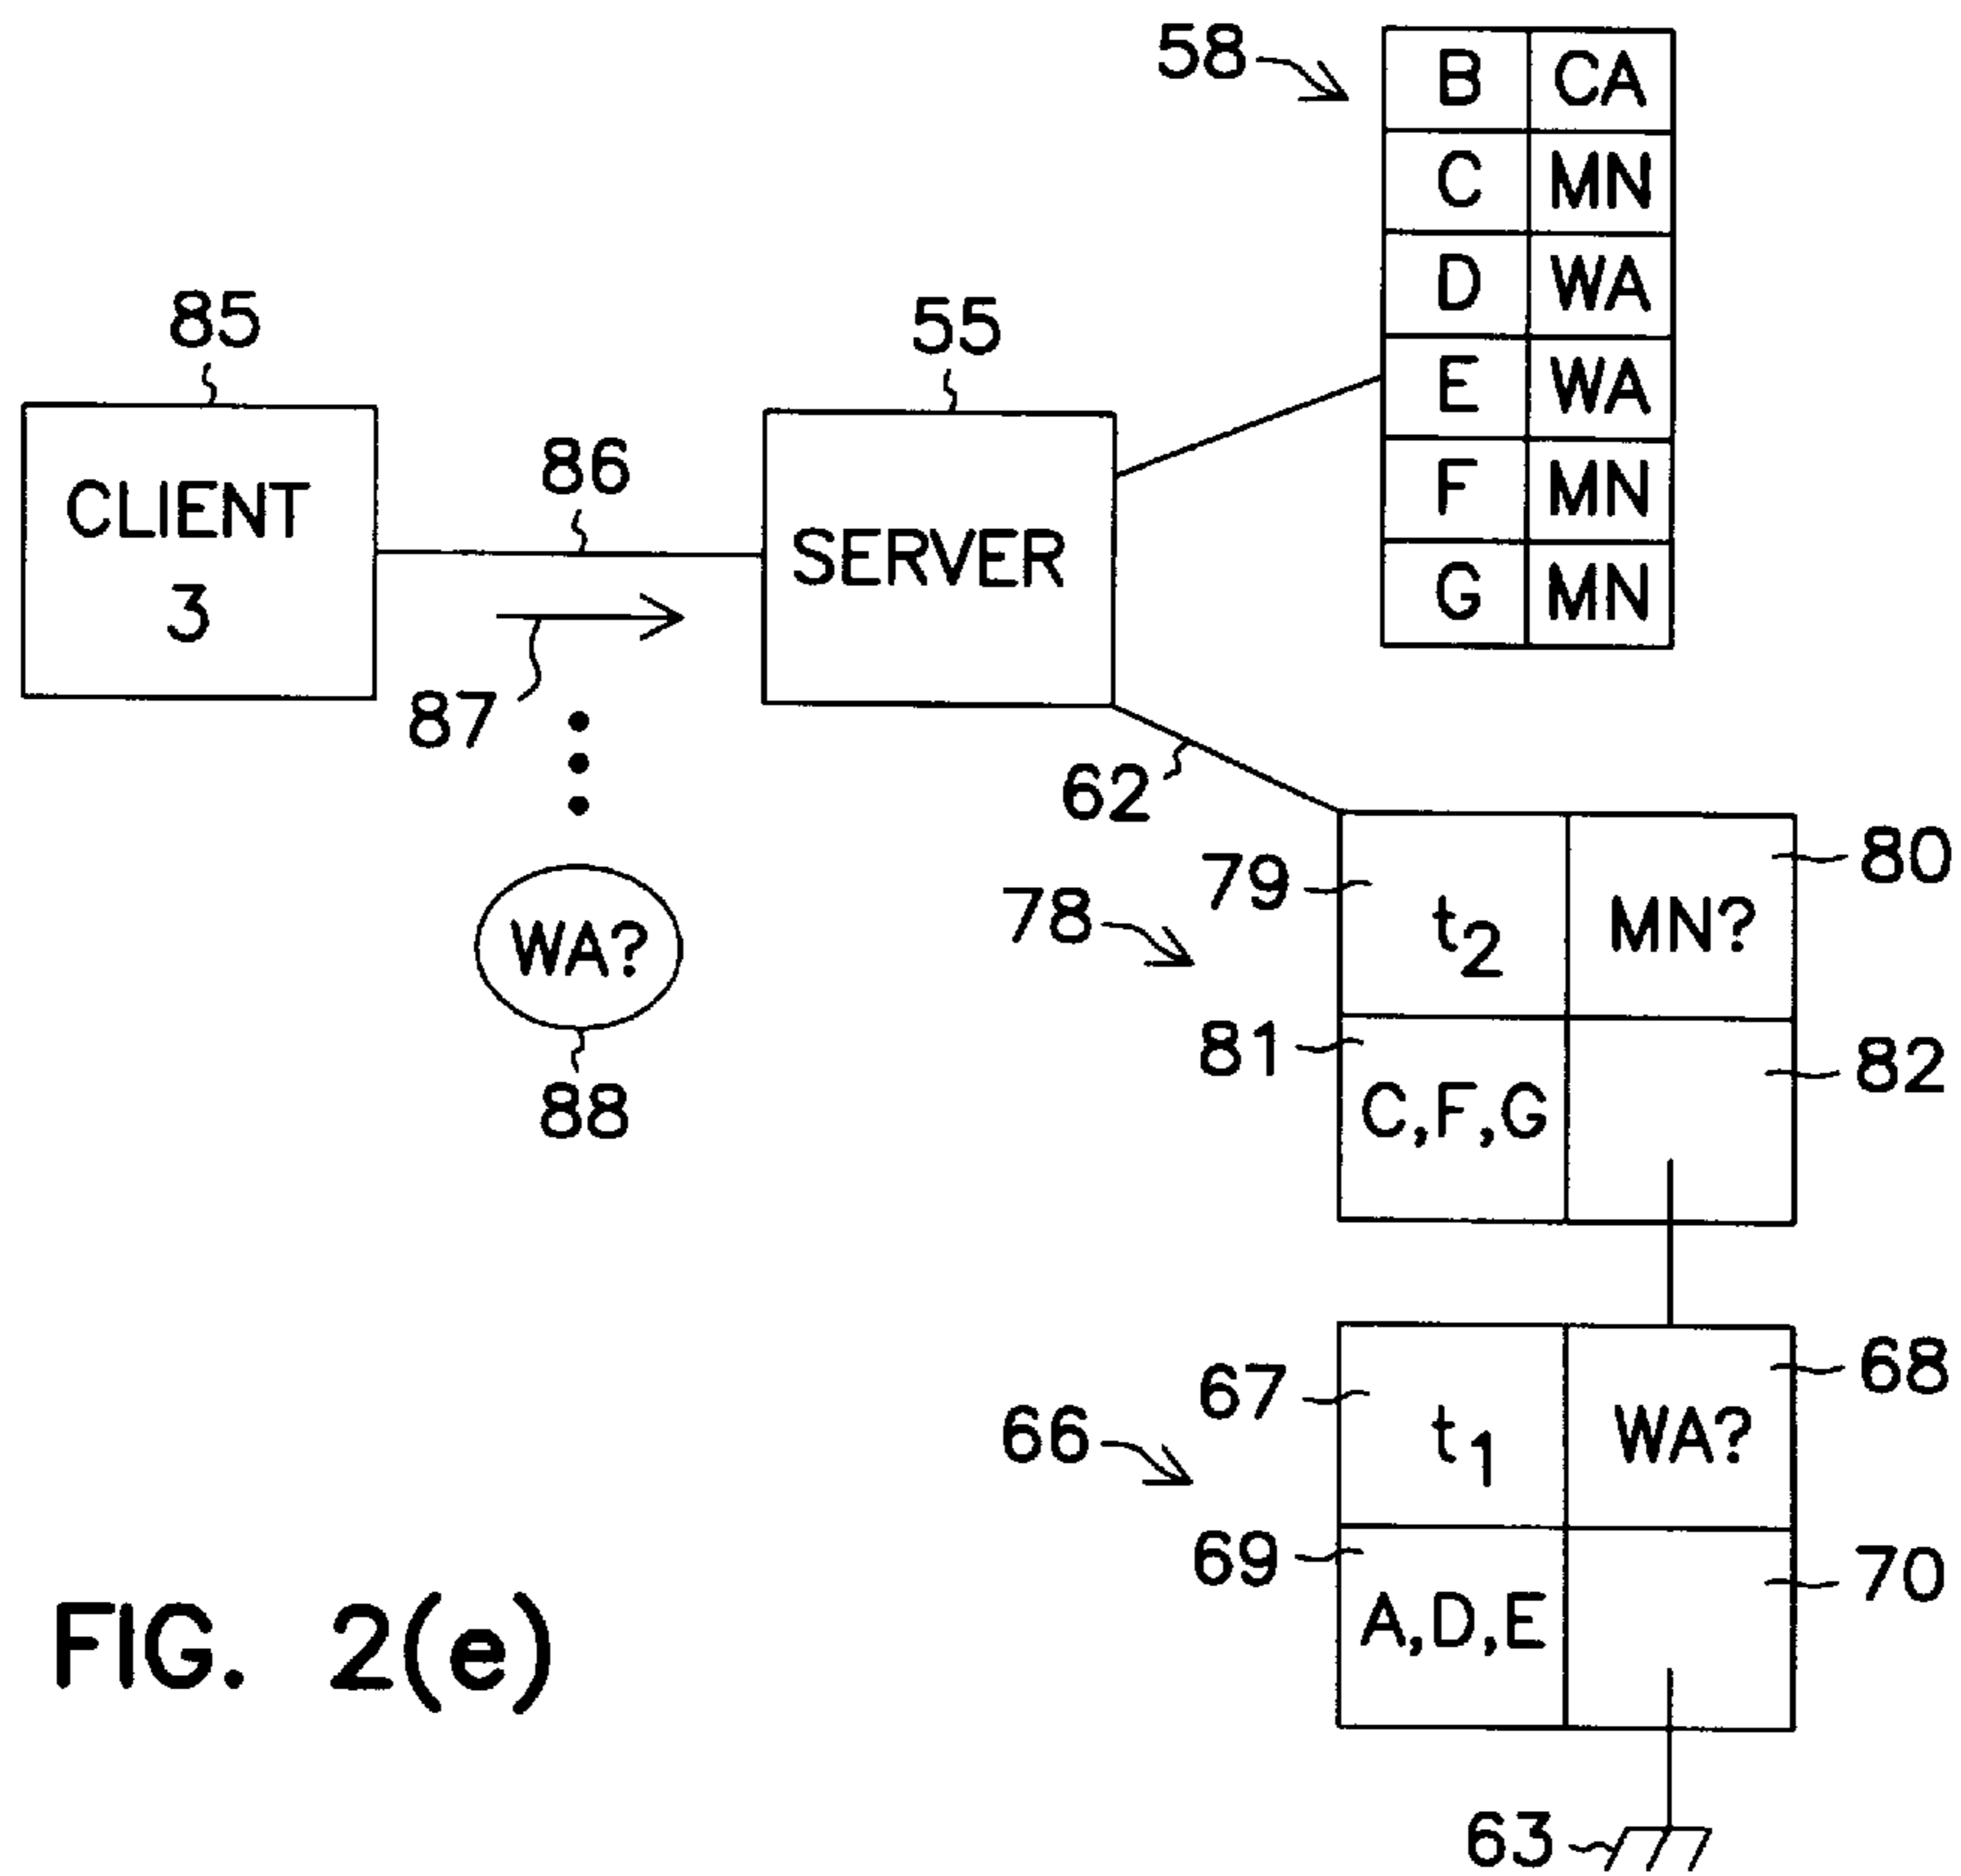 58
B CA
C MN
D WA
E WA
F MN
G MN
85
55
CLIENT
3
86
SERVER
87
62
WA?
88
78
79
t2
MN?
80
81
C,F,G
82
66
67
t1
WA?
68
69
A,D,E
70
63
FIG. 2(e)